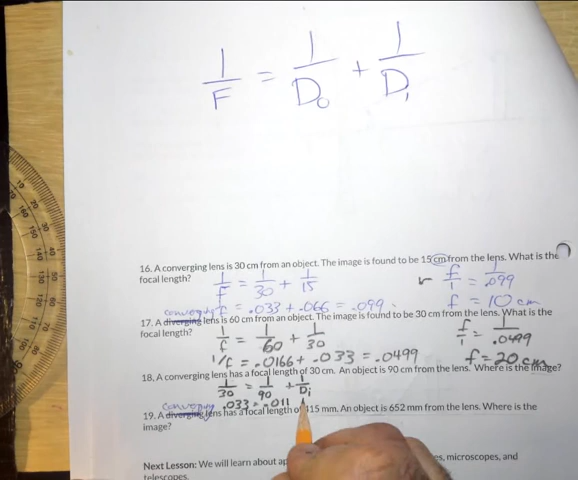 1/F = 1/D₀ + 1/Dᵢ
16. A converging lens is 30 cm from an object. The image is found to be 15 cm from the lens. What is the
focal length?
1/F = 1/30 + 1/15
f/1 = 1/.099
f = .033 + .066 = .099
f = 10 cm
converging
17. A diverging lens is 60 cm from an object. The image is found to be 30 cm from the lens. What is the
focal length?
1/f = 1/60 + 1/30
f/1 = 1/.0499
1/f = .0166 + .033 = .0499
f = 20 cm
18. A converging lens has a focal length of 30 cm. An object is 90 cm from the lens. Where is the image?
1/30 = 1/90 + 1/Dᵢ
.033 = .011
converging
19. A diverging lens has a focal length of 415 mm. An object is 652 mm from the lens. Where is the
image?
Next Lesson: We will learn about ap
es, microscopes, and
telescopes.